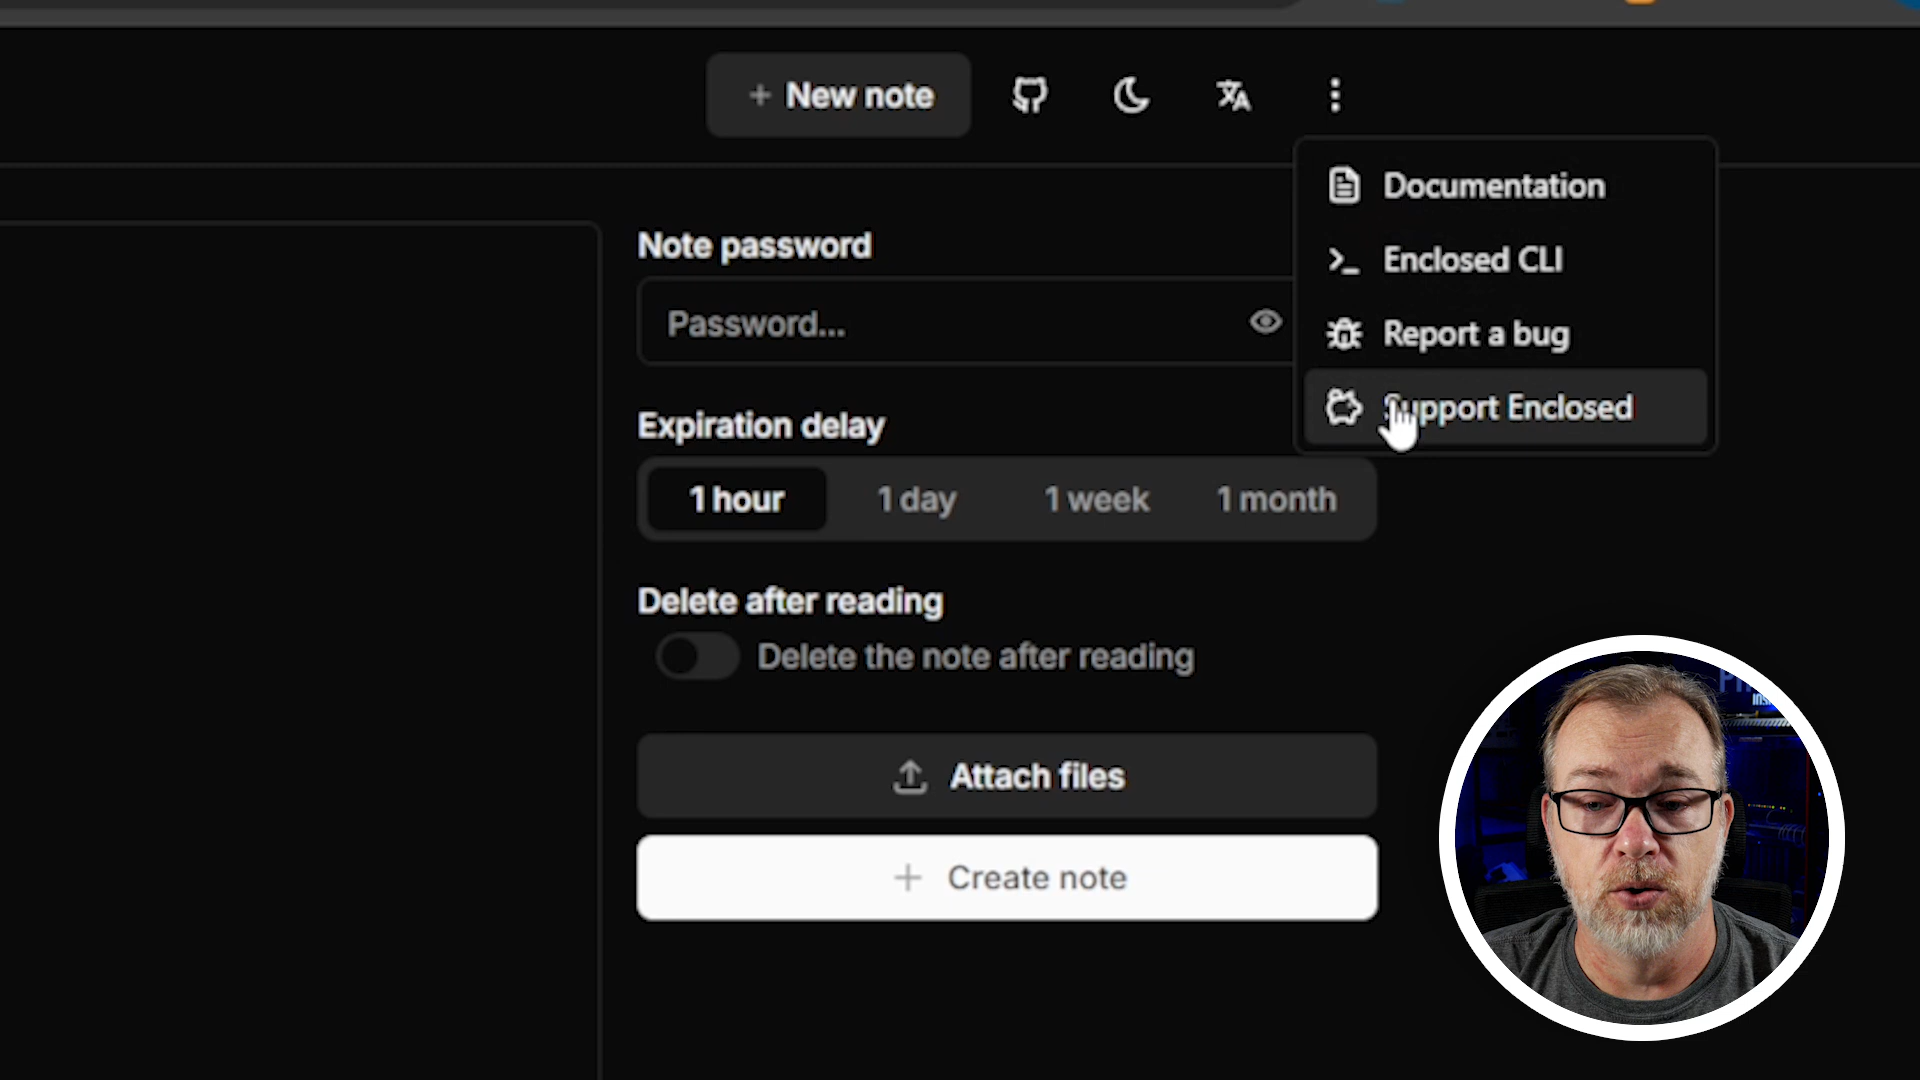 + New note
Documentation
Enclosed CLI
Report a bug
Support Enclosed
Note password
Password...
Expiration delay
1 hour 1 day 1 week 1 month
Delete after reading
Delete the note after reading
Attach files
+ Create note